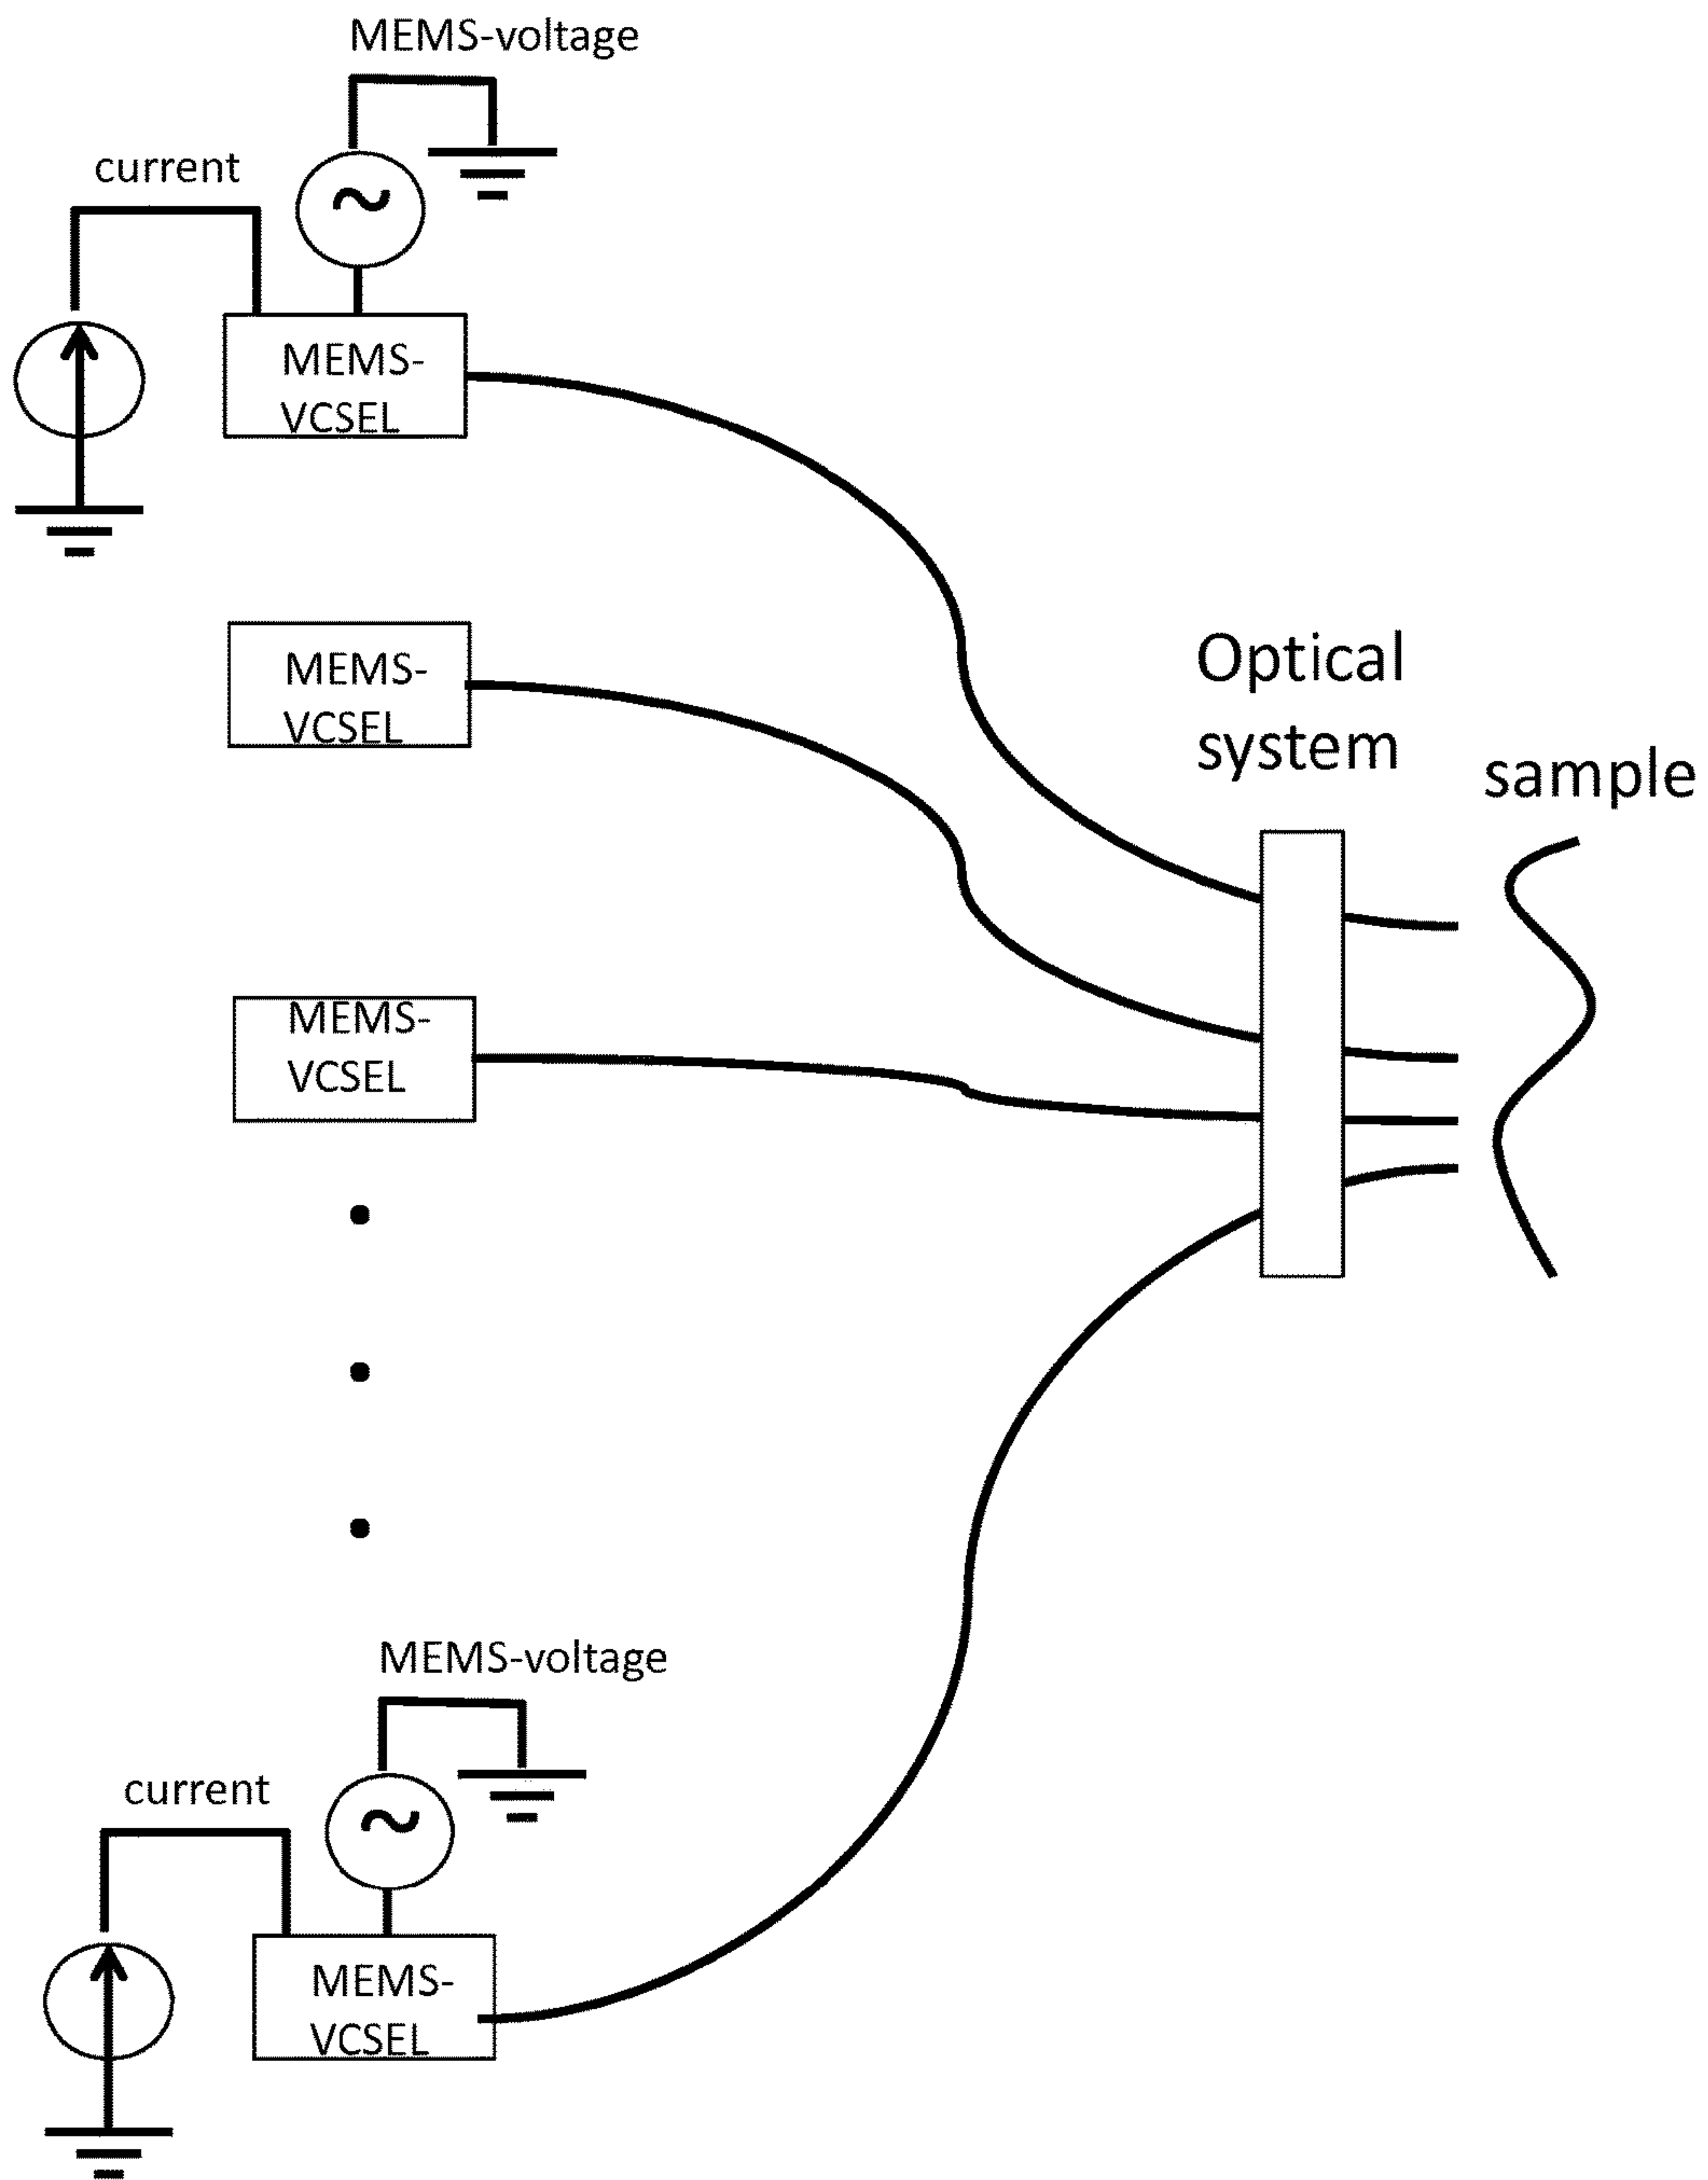 MEMS-voltage
current
MEMS-
VCSEL
MEMS-
VCSEL
Optical
system
sample
MEMS-
VCSEL
MEMS-voltage
current
MEMS-
VCSEL